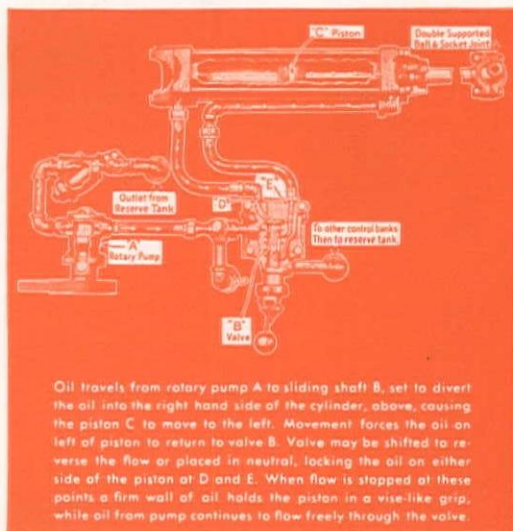 "C" Piston
Double Supported
Ball & Socket Joint
"E"
Outlet from
Reserve Tank
"D"
To other control banks
Then to reserve tank
"A"
Rotary Pump
"B"
Valve
Oil travels from rotary pump A to sliding shaft B, set to divert
the oil into the right hand side of the cylinder, above, causing
the piston C to move to the left. Movement forces the oil on
left of piston to return to valve B. Valve may be shifted to re-
verse the flow or placed in neutral, locking the oil on either
side of the piston at D and E. When flow is stopped at these
points a firm wall of oil holds the piston in a vise-like grip,
while oil from pump continues to flow freely through the valve.